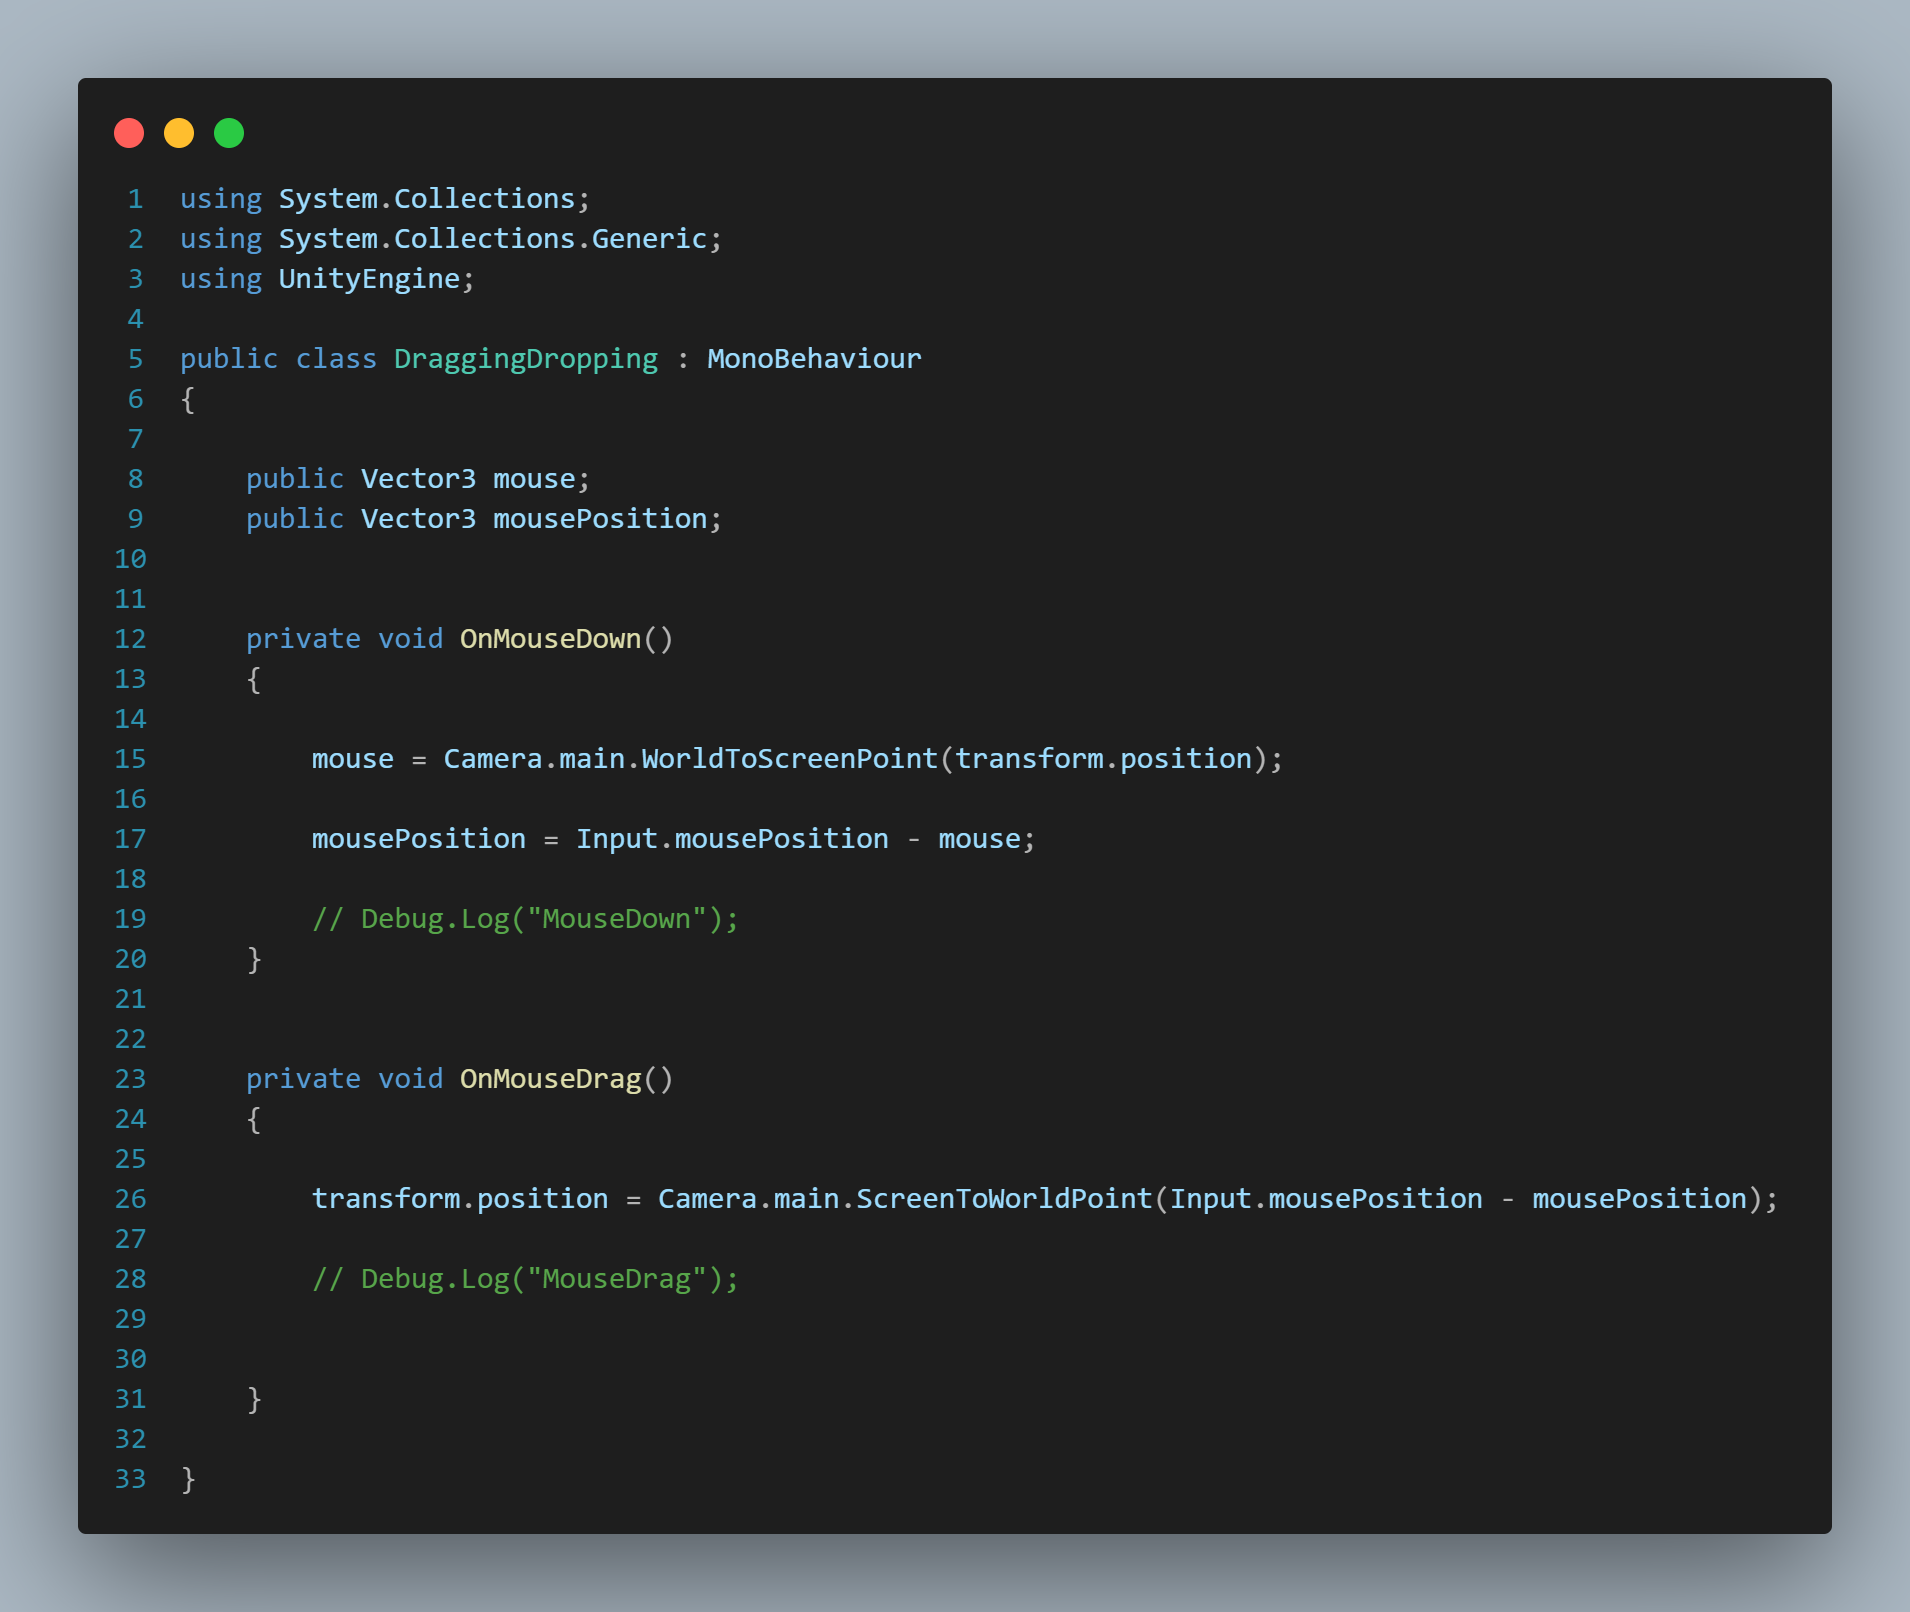 1 using System.Collections;
2 using System.Collections.Generic;
3 using UnityEngine;
4
5 public class DraggingDropping : MonoBehaviour
6 {
7
8     public Vector3 mouse;
9     public Vector3 mousePosition;
10
11
12     private void OnMouseDown()
13     {
14
15         mouse = Camera.main.WorldToScreenPoint(transform.position);
16
17         mousePosition = Input.mousePosition - mouse;
18
19         // Debug.Log("MouseDown");
20     }
21
22
23     private void OnMouseDrag()
24     {
25
26         transform.position = Camera.main.ScreenToWorldPoint(Input.mousePosition - mousePosition);
27
28         // Debug.Log("MouseDrag");
29
30
31     }
32
33 }